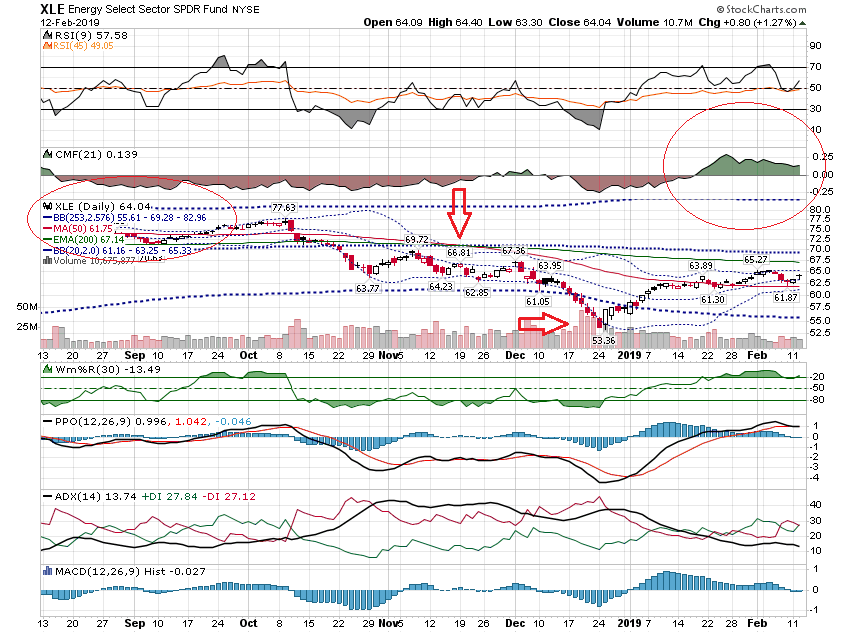 XLE Energy Select Sector SPDR Fund NYSE © StockCharts.com
12-Feb-2019 Open 64.09 High 64.40 Low 63.30 Close 64.04 Volume 10.7M Chg +0.80 (+1.27%)
RSI(9) 57.58
RSI(45) 49.05
90
70
50
30
10
CMF(21) 0.139
0.25
0.00
-0.25
XLE (Daily) 64.04
BB(253,2.576) 55.61 - 69.28 - 82.96
MA(50) 61.75
EMA(200) 67.14
BB(20,2.0) 61.16 - 63.25 - 65.33
Volume 10,675,877
77.63
69.72
66.81
67.36
63.77
64.23
62.85
63.95
61.05
53.36
63.89
61.30
65.27
61.87
80.0
77.5
75.0
72.5
70.0
67.5
65.0
62.5
60.0
57.5
55.0
62.5
50M
25M
13 20 27 Sep 10 17 24 Oct 8 15 22 29 Nov 5 12 19 26 Dec 10 17 24 2019 7 14 22 28 Feb 11
Wm%R(30) -13.49
-20
-50
-80
PPO(12,26,9) 0.996, 1.042, -0.046
1
0
-1
-2
-3
-4
ADX(14) 13.74 +DI 27.84 -DI 27.12
40
30
20
10
MACD(12,26,9) Hist -0.027
1
0
-1
13 20 27 Sep 10 17 24 Oct 8 15 22 29 Nov 5 12 19 26 Dec 10 17 24 2019 7 14 22 28 Feb 11